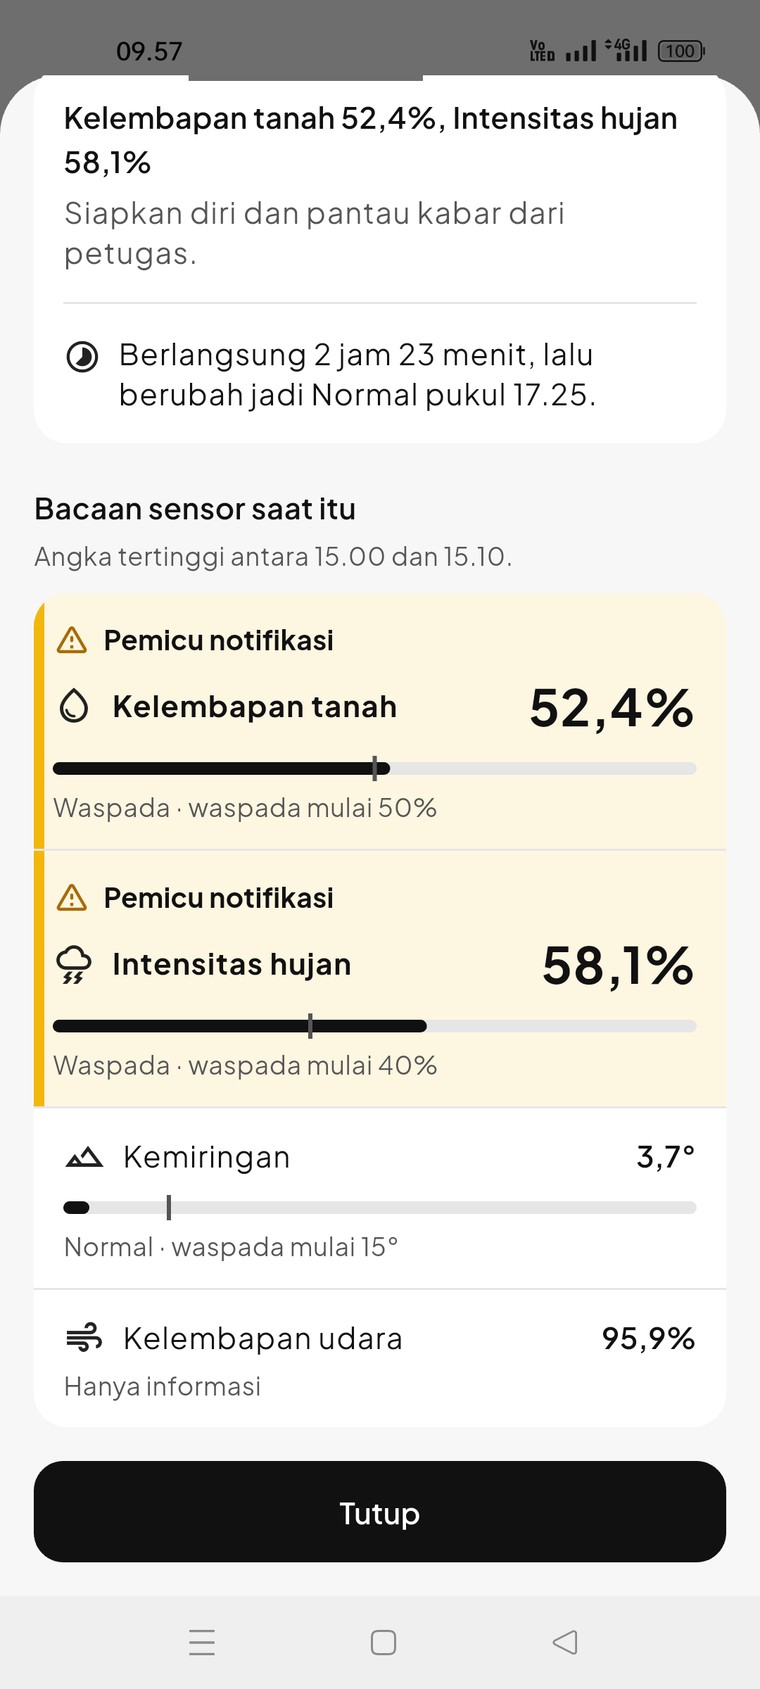 09.57
Vo LTE D 4G 100
Kelembapan tanah 52,4%, Intensitas hujan
58,1%
Siapkan diri dan pantau kabar dari
petugas.
Berlangsung 2 jam 23 menit, lalu
berubah jadi Normal pukul 17.25.
Bacaan sensor saat itu
Angka tertinggi antara 15.00 dan 15.10.
Pemicu notifikasi
Kelembapan tanah 52,4%
Waspada · waspada mulai 50%
Pemicu notifikasi
Intensitas hujan 58,1%
Waspada · waspada mulai 40%
Kemiringan 3,7°
Normal · waspada mulai 15°
Kelembapan udara 95,9%
Hanya informasi
Tutup